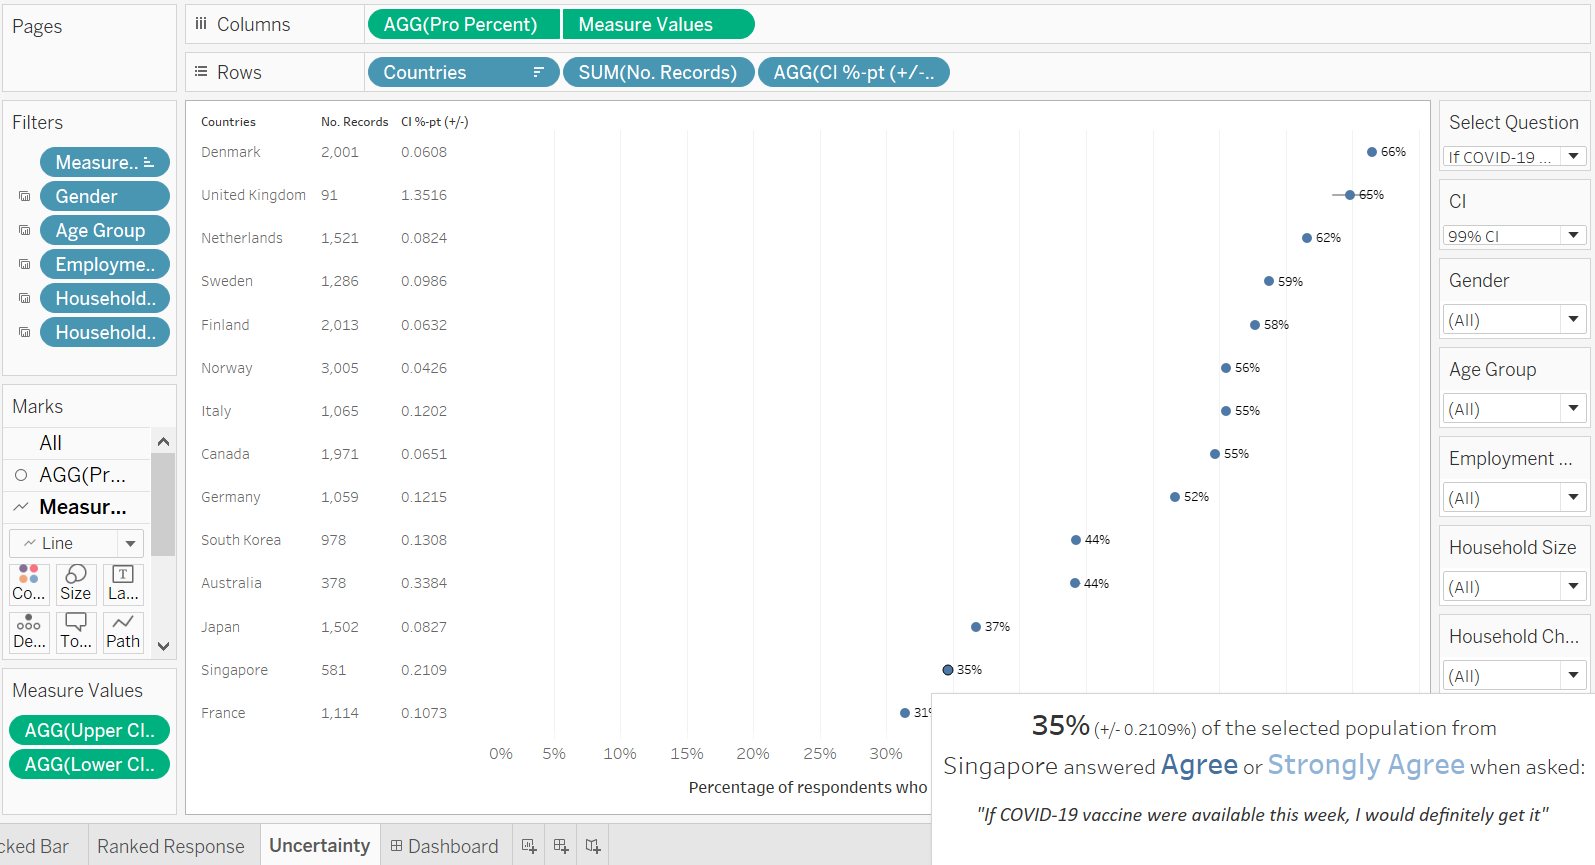 Pages
Columns
AGG(Pro Percent)
Measure Values
Rows
Countries
SUM(No. Records)
AGG(CI %-pt (+/-..
Filters
Measure..
Gender
Age Group
Employme..
Household..
Household..
Marks
All
AGG(Pr...
Measur...
Line
Co...
Size
T
La...
De...
To...
Path
Measure Values
AGG(Upper CI..
AGG(Lower CI..
Countries No. Records CI %-pt (+/-)
Denmark 2,001 0.0608 66%
United Kingdom 91 1.3516 65%
Netherlands 1,521 0.0824 62%
Sweden 1,286 0.0986 59%
Finland 2,013 0.0632 58%
Norway 3,005 0.0426 56%
Italy 1,065 0.1202 55%
Canada 1,971 0.0651 55%
Germany 1,059 0.1215 52%
South Korea 978 0.1308 44%
Australia 378 0.3384 44%
Japan 1,502 0.0827 37%
Singapore 581 0.2109 35%
France 1,114 0.1073 31%
0% 5% 10% 15% 20% 25% 30%
Percentage of respondents who
Select Question
If COVID-19 ...
CI
99% CI
Gender
(All)
Age Group
(All)
Employment ...
(All)
Household Size
(All)
Household Ch...
(All)
35% (+/- 0.2109%) of the selected population from
Singapore answered Agree or Strongly Agree when asked:
"If COVID-19 vaccine were available this week, I would definitely get it"
cked Bar
Ranked Response
Uncertainty
Dashboard